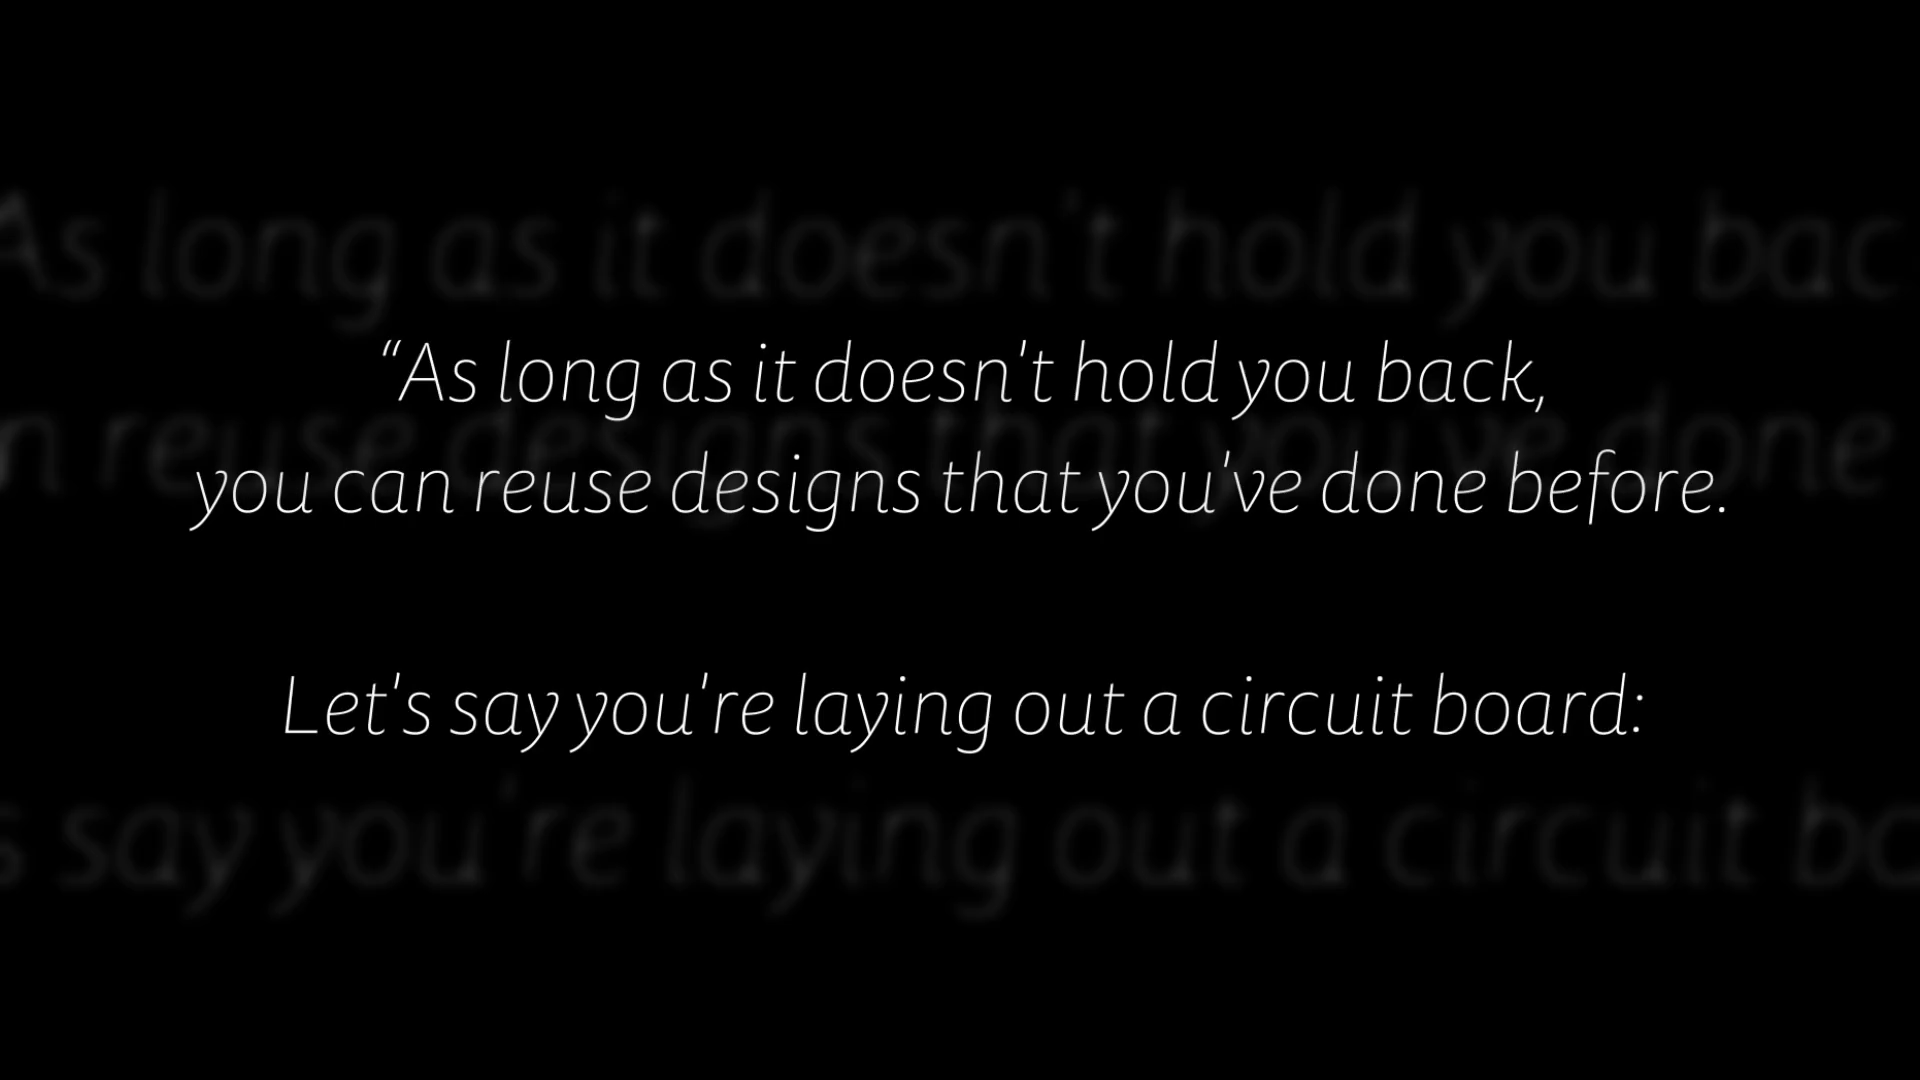 “As long as it doesn't hold you back,
you can reuse designs that you've done before.
Let's say you're laying out a circuit board: